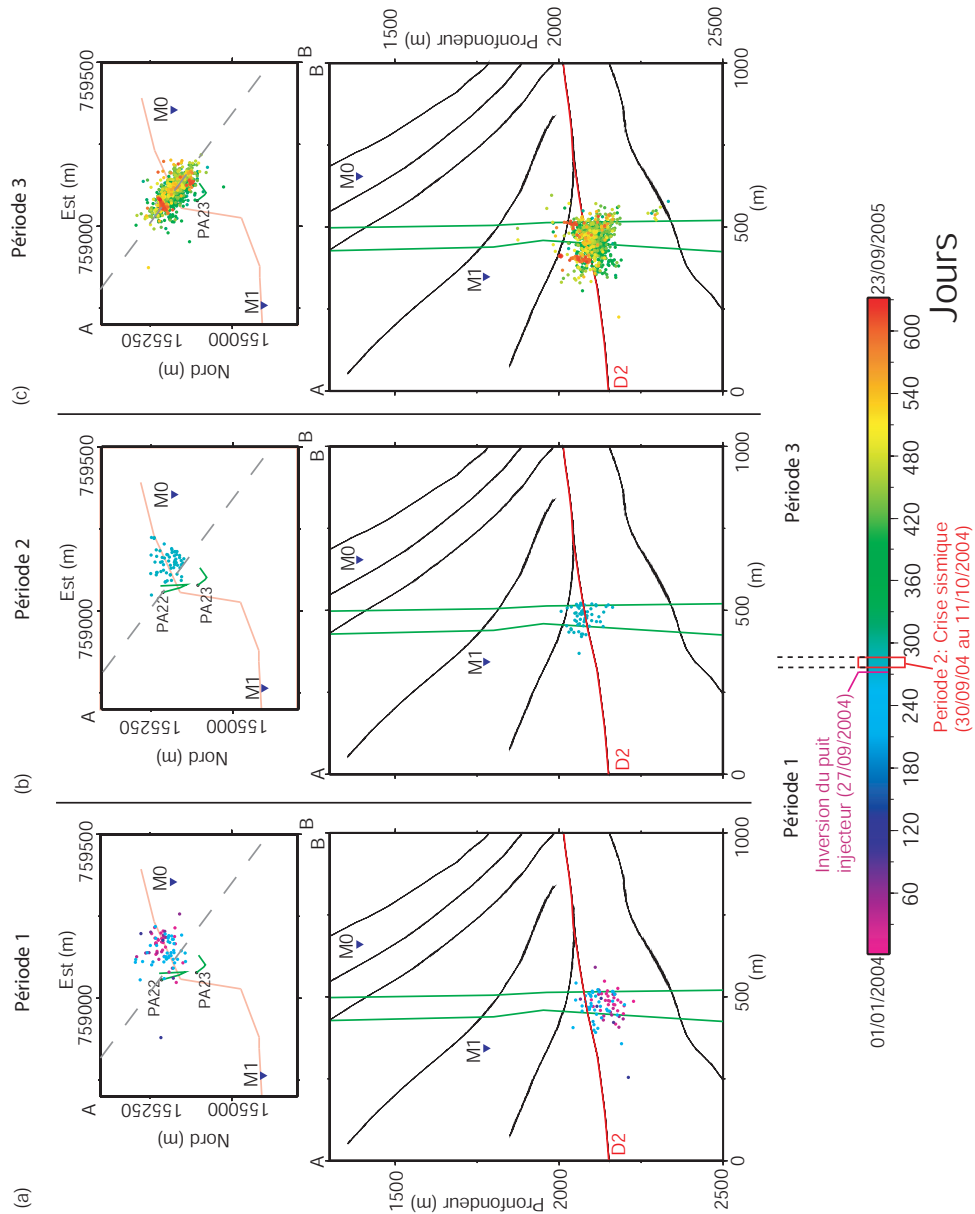 (a)
Période 1
Est (m)
759000
759500
A
B
155250
155000
Nord (m)
M0
M1
PA22
PA23
A
B
M0
M1
D2
1500
2000
2500
Pronfondeur (m)
0
500
1000
(m)
(b)
Période 2
Est (m)
759000
759500
A
B
155250
155000
Nord (m)
M0
M1
PA22
PA23
A
B
M0
M1
D2
0
500
1000
(m)
(c)
Période 3
Est (m)
759000
759500
A
B
155250
155000
Nord (m)
M0
M1
PA23
A
B
M0
M1
D2
1500
2000
2500
Pronfondeur (m)
0
500
1000
(m)
Période 1
Période 3
Inversion du puit
injecteur (27/09/2004)
01/01/2004
60
120
180
240
300
360
420
480
540
600
23/09/2005
Jours
Periode 2: Crise sismique
(30/09/04 au 11/10/2004)